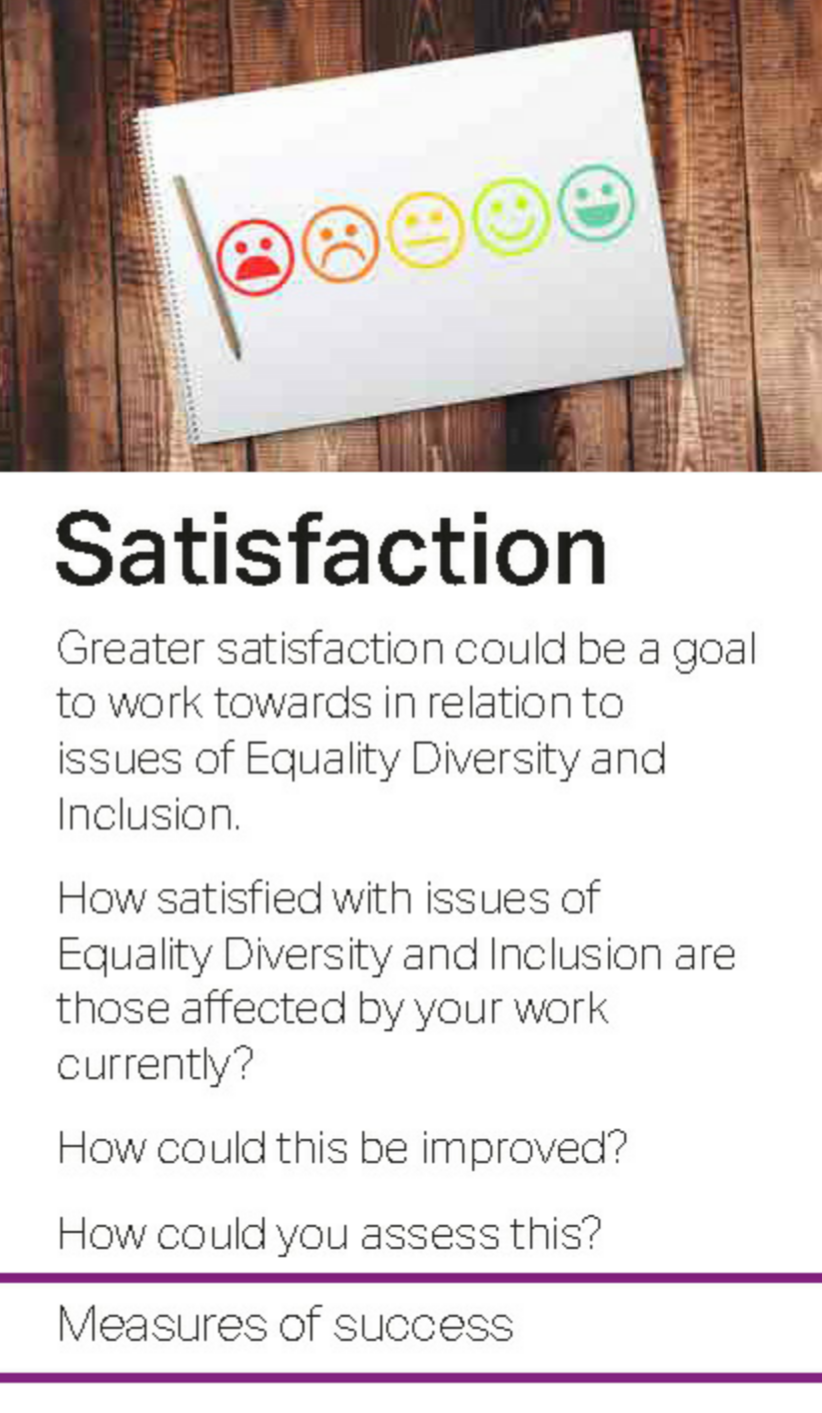 Satisfaction
Greater satisfaction could be a goal
to work towards in relation to
issues of Equality Diversity and
Inclusion.
How satisfied with issues of
Equality Diversity and Inclusion are
those affected by your work
currently?
How could this be improved?
How could you assess this?
Measures of success